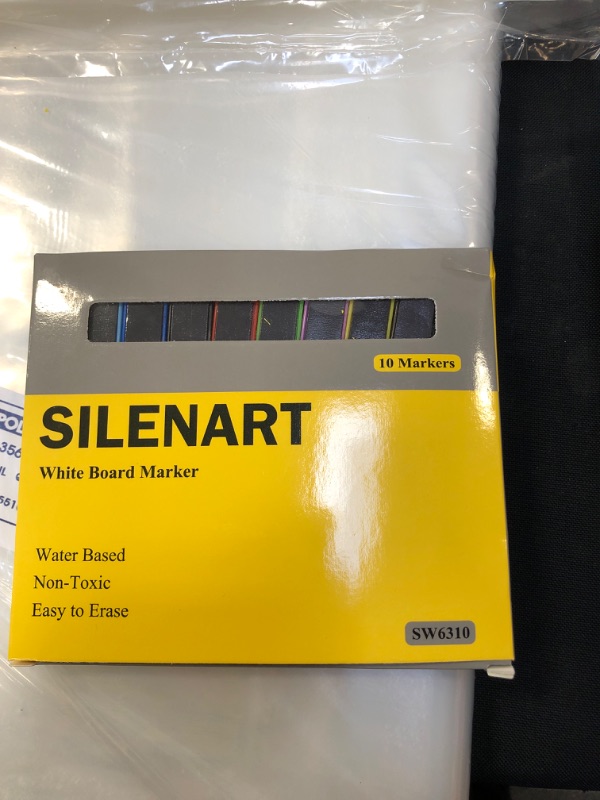 10 Markers
SILENART
White Board Marker
Water Based
Non-Toxic
Easy to Erase
SW6310